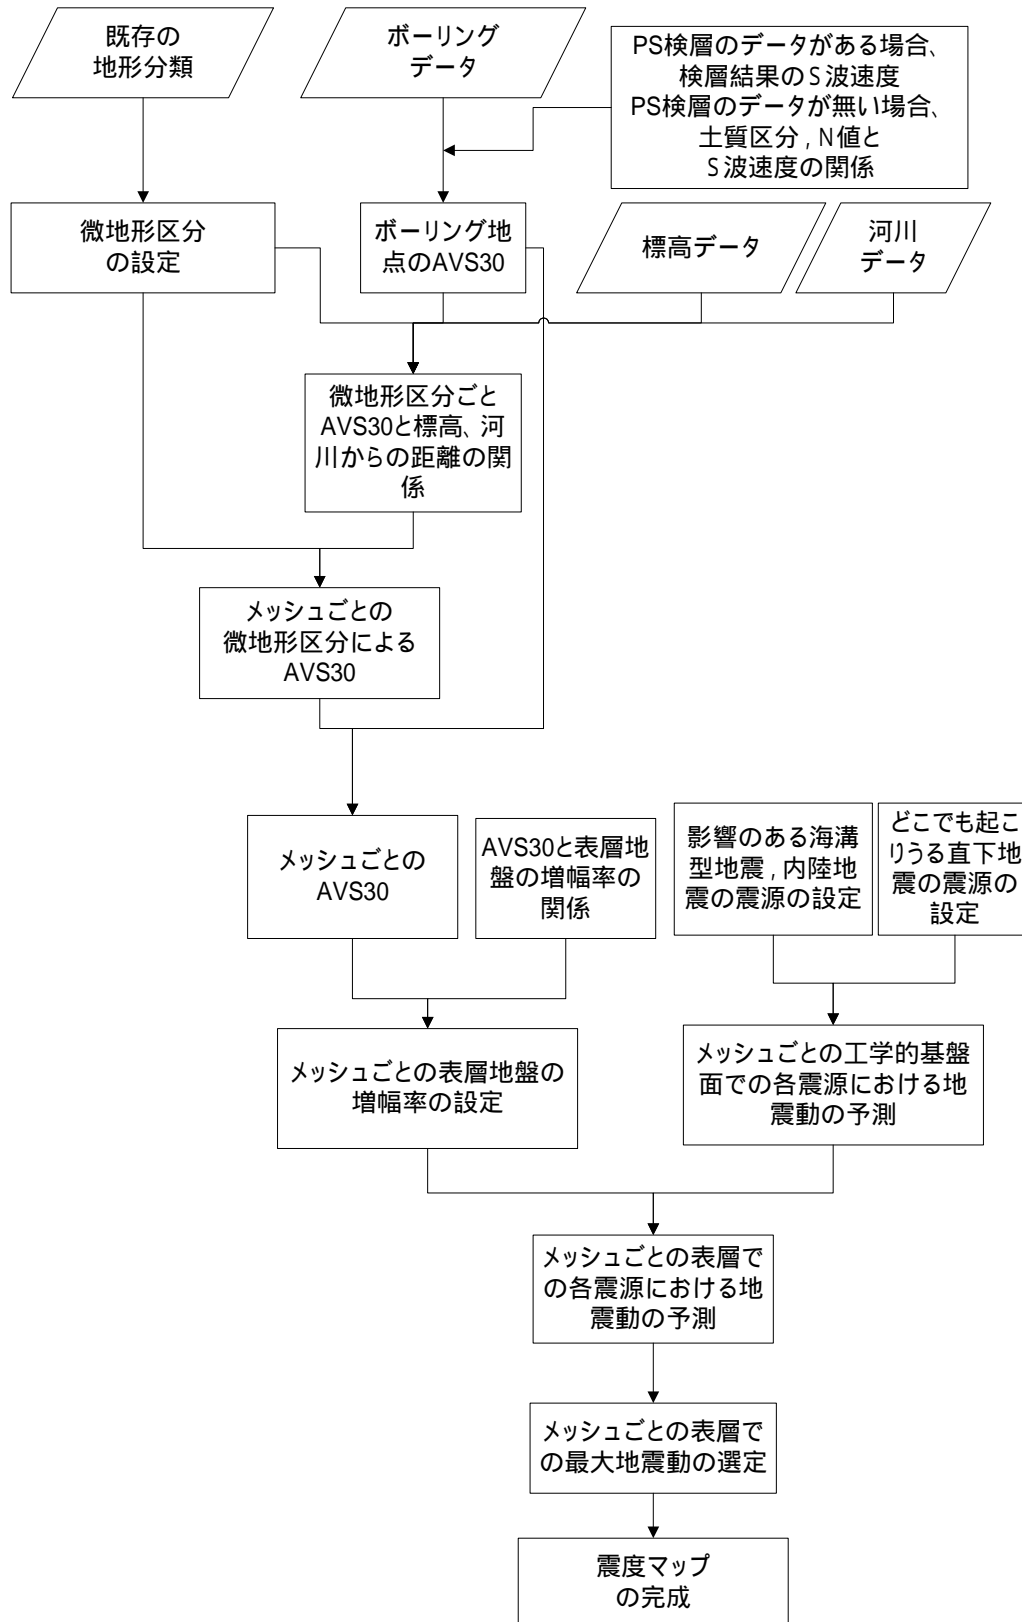 既存の
地形分類
ボーリング
データ
PS検層のデータがある場合、
検層結果のS波速度
PS検層のデータが無い場合、
土質区分,N値と
S波速度の関係
微地形区分
の設定
ボーリング地
点のAVS30
標高データ
河川
データ
微地形区分ごと
AVS30と標高、河
川からの距離の関
係
メッシュごとの
微地形区分による
AVS30
メッシュごとの
AVS30
AVS30と表層地
盤の増幅率の
関係
影響のある海溝
型地震,内陸地
震の震源の設定
どこでも起こ
りうる直下地
震の震源の
設定
メッシュごとの表層地盤の
増幅率の設定
メッシュごとの工学的基盤
面での各震源における地
震動の予測
メッシュごとの表層で
の各震源における地
震動の予測
メッシュごとの表層で
の最大地震動の選定
震度マップ
の完成